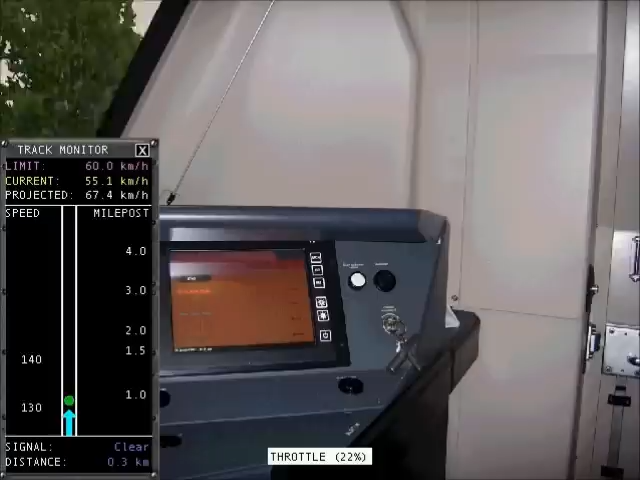 TRACK MONITOR X
LIMIT: 60.0 km/h
CURRENT: 55.1 km/h
PROJECTED: 67.4 km/h
SPEED MILEPOST
4.0
3.0
2.0
1.5
140
1.0
130
SIGNAL: Clear
DISTANCE: 0.3 km
THROTTLE (22%)